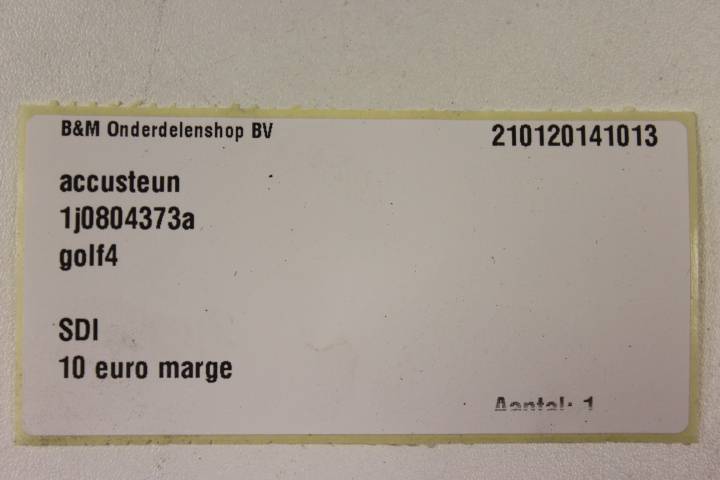 B&M Onderdelenshop BV 210120141013
accusteun
1j0804373a
golf4
SDI
10 euro marge
Aantal: 1